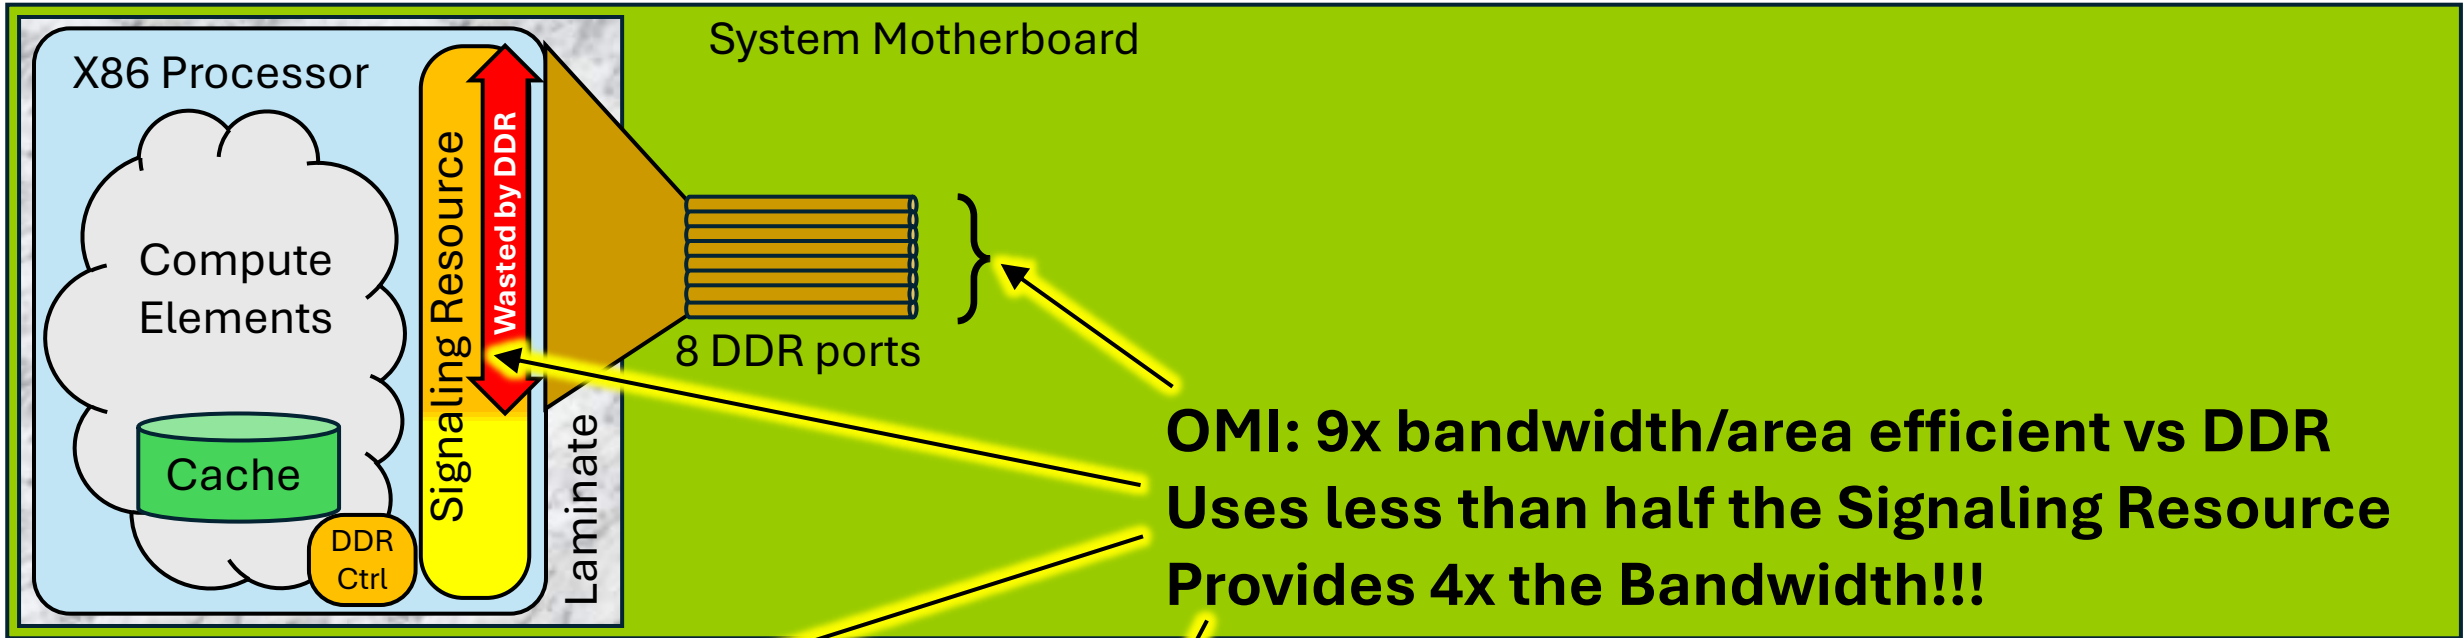 System Motherboard
X86 Processor
Compute
Elements
Cache
DDR
Ctrl
Signaling Resource
Wasted by DDR
Laminate
8 DDR ports
OMI: 9x bandwidth/area efficient vs DDR
Uses less than half the Signaling Resource
Provides 4x the Bandwidth!!!